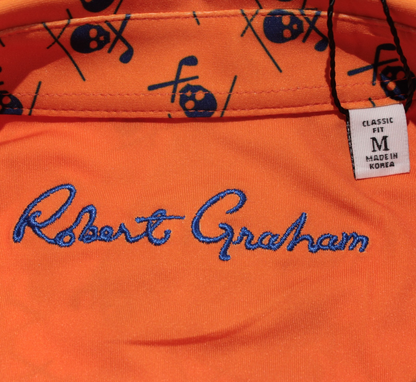 CLASSIC
FIT
M
MADE IN
KOREA
Robert Graham